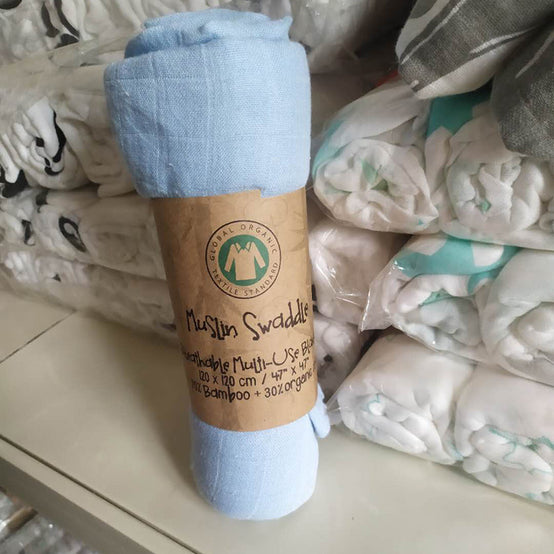 GLOBAL ORGANIC
TEXTILE STANDARD
Muslin Swaddle
Multi-Use
120 x 120 cm / 47" x 47"
Bamboo + 30% organic